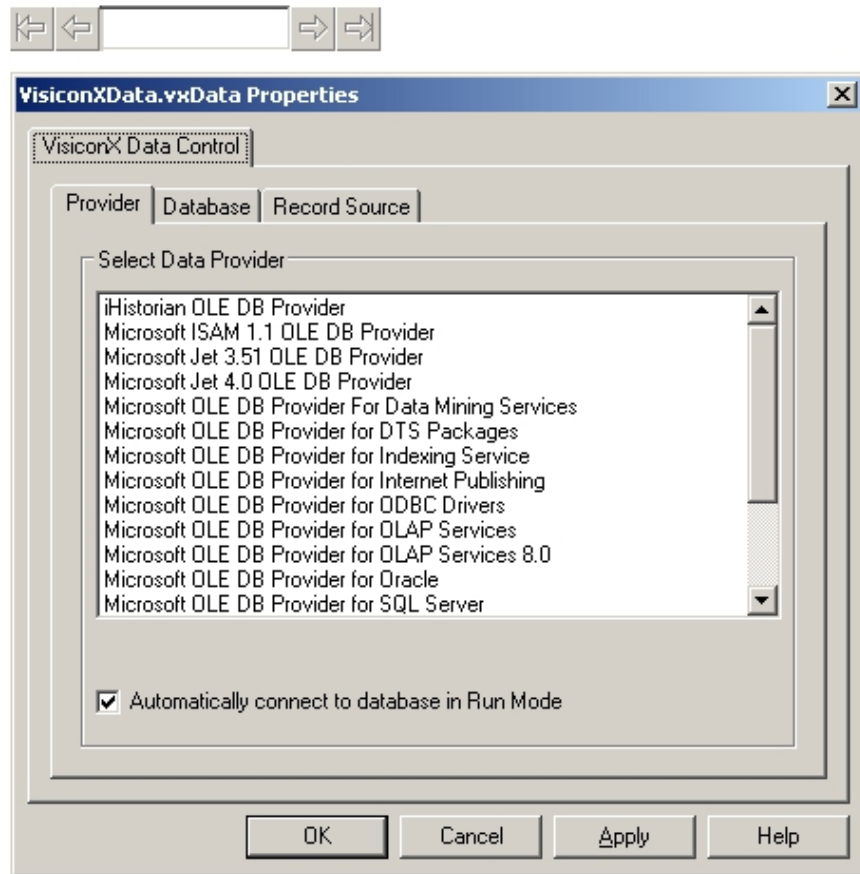 VisiconXData.vxData Properties
VisiconX Data Control
Provider Database Record Source
Select Data Provider
iHistorian OLE DB Provider
Microsoft ISAM 1.1 OLE DB Provider
Microsoft Jet 3.51 OLE DB Provider
Microsoft Jet 4.0 OLE DB Provider
Microsoft OLE DB Provider For Data Mining Services
Microsoft OLE DB Provider for DTS Packages
Microsoft OLE DB Provider for Indexing Service
Microsoft OLE DB Provider for Internet Publishing
Microsoft OLE DB Provider for ODBC Drivers
Microsoft OLE DB Provider for OLAP Services
Microsoft OLE DB Provider for OLAP Services 8.0
Microsoft OLE DB Provider for Oracle
Microsoft OLE DB Provider for SQL Server
Automatically connect to database in Run Mode
OK Cancel Apply Help